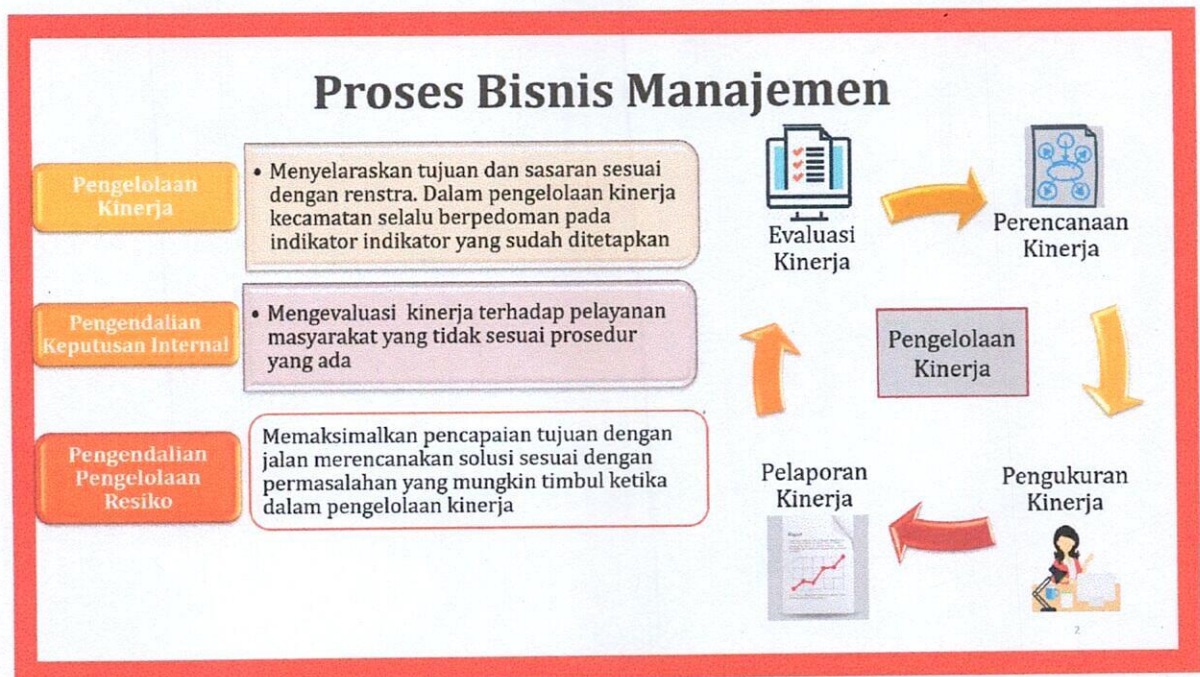 Proses Bisnis Manajemen
Pengelolaan
Kinerja
• Menyelaraskan tujuan dan sasaran sesuai
dengan renstra. Dalam pengelolaan kinerja
kecamatan selalu berpedoman pada
indikator indikator yang sudah ditetapkan
Pengendalian
Keputusan Internal
• Mengevaluasi kinerja terhadap pelayanan
masyarakat yang tidak sesuai prosedur
yang ada
Pengendalian
Pengelolaan
Resiko
Memaksimalkan pencapaian tujuan dengan
jalan merencanakan solusi sesuai dengan
permasalahan yang mungkin timbul ketika
dalam pengelolaan kinerja
Evaluasi
Kinerja
Perencanaan
Kinerja
Pengelolaan
Kinerja
Pelaporan
Kinerja
Pengukuran
Kinerja
2